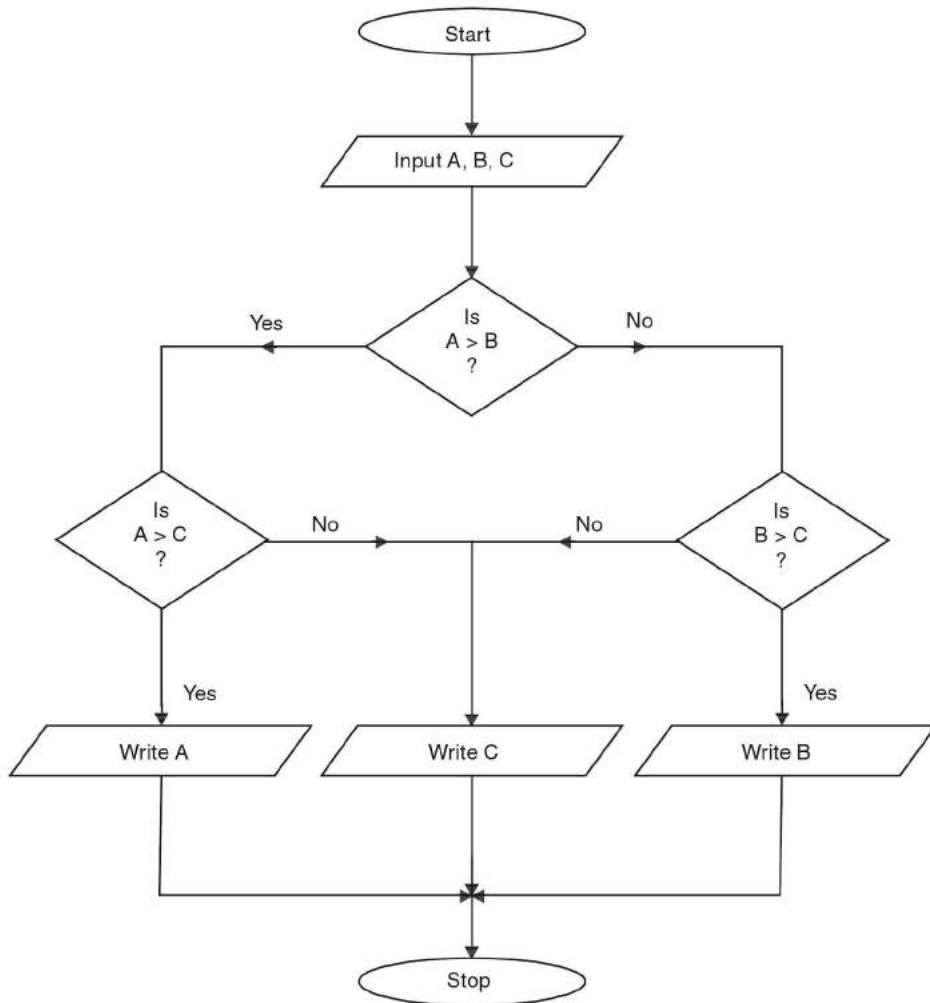 Start
Input A, B, C
Is
A > B
?
Yes
No
Is
A > C
?
No
No
Is
B > C
?
Yes
Yes
Write A
Write C
Write B
Stop